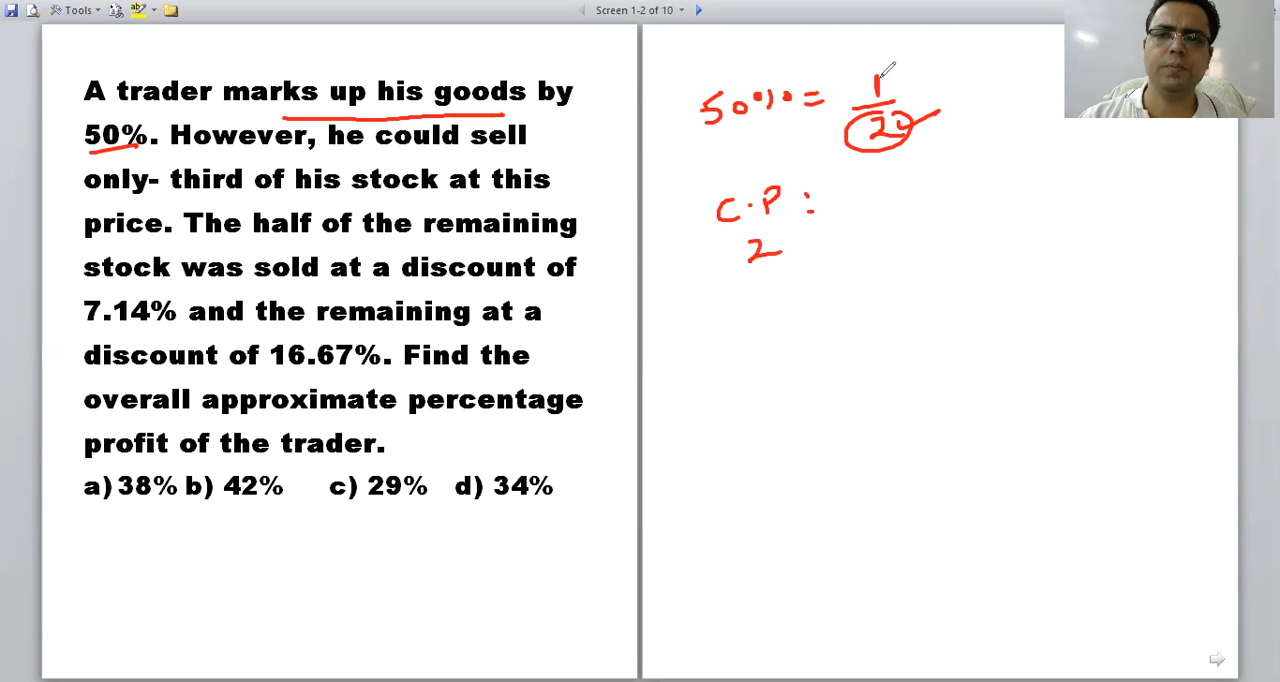 Tools
Screen 1-2 of 10
A trader marks up his goods by
50%. However, he could sell
only- third of his stock at this
price. The half of the remaining
stock was sold at a discount of
7.14% and the remaining at a
discount of 16.67%. Find the
overall approximate percentage
profit of the trader.
a) 38% b) 42% c) 29% d) 34%
50% = 1/2
C.P :
2